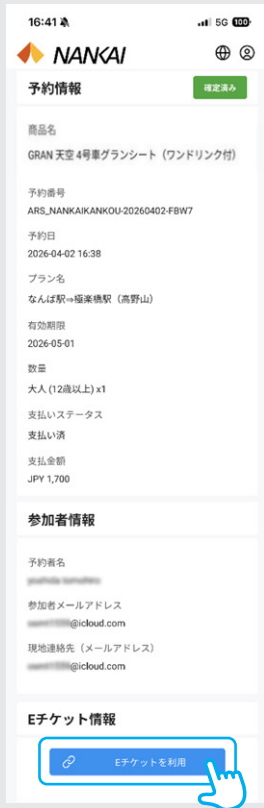 16:41
5G 100
NANKAI
予約情報
確定済み
商品名
GRAN 天空 4号車グランシート（ワンドリンク付）
予約番号
ARS_NANKAIKANKOU-20260402-FBW7
予約日
2026-04-02 16:38
プラン名
なんば駅⇒極楽橋駅（高野山）
有効期限
2026-05-01
数量
大人 (12歳以上) x1
支払いステータス
支払い済
支払金額
JPY 1,700
参加者情報
予約者名
参加者メールアドレス
@icloud.com
現地連絡先（メールアドレス）
@icloud.com
Eチケット情報
Eチケットを利用